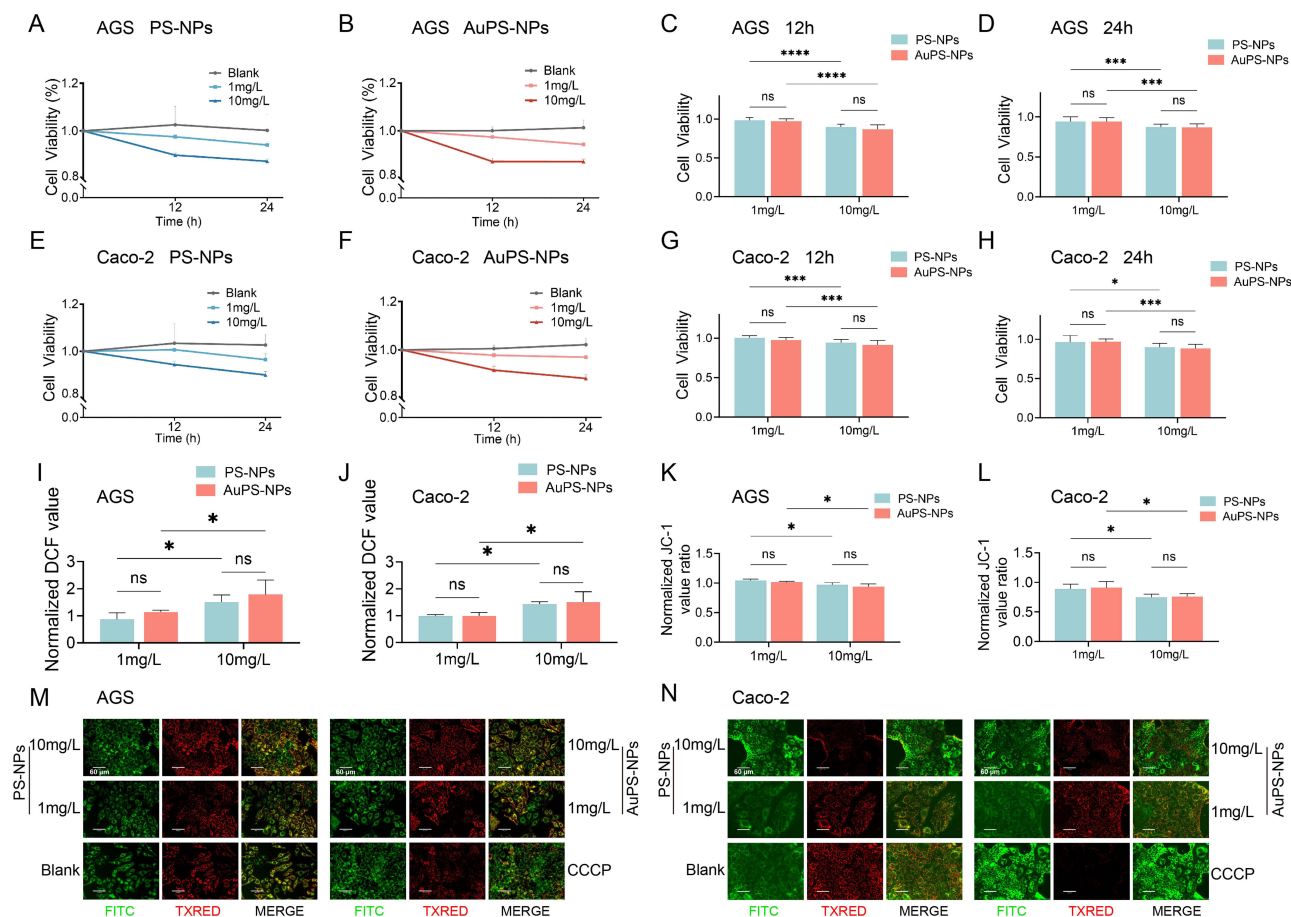 A
AGS PS-NPs
Cell Viability (%)
1.2
1.0
0.8
0.0
Blank
1mg/L
10mg/L
12
24
Time (h)
B
AGS AuPS-NPs
Cell Viability (%)
1.2
1.0
0.8
0.0
Blank
1mg/L
10mg/L
12
24
Time (h)
C
AGS 12h
PS-NPs
AuPS-NPs
****
****
ns
ns
Cell Viability
1.5
1.0
0.5
0.0
1mg/L
10mg/L
D
AGS 24h
PS-NPs
AuPS-NPs
***
***
ns
ns
Cell Viability
1.5
1.0
0.5
0.0
1mg/L
10mg/L
E
Caco-2 PS-NPs
Cell Viability
1.2
1.0
0.8
0.0
Blank
1mg/L
10mg/L
12
24
Time (h)
F
Caco-2 AuPS-NPs
Cell Viability
1.2
1.0
0.8
0.0
Blank
1mg/L
10mg/L
12
24
Time (h)
G
Caco-2 12h
PS-NPs
AuPS-NPs
***
***
ns
ns
Cell Viability
1.5
1.0
0.5
0.0
1mg/L
10mg/L
H
Caco-2 24h
PS-NPs
AuPS-NPs
*
***
ns
ns
Cell Viability
1.5
1.0
0.5
0.0
1mg/L
10mg/L
I
AGS
PS-NPs
AuPS-NPs
*
*
ns
ns
Normalized DCF value
3
2
1
0
1mg/L
10mg/L
J
Caco-2
PS-NPs
AuPS-NPs
*
*
ns
ns
Normalized DCF value
3
2
1
0
1mg/L
10mg/L
K
AGS
PS-NPs
AuPS-NPs
*
*
ns
ns
Normalized JC-1
value ratio
1.5
1.0
0.5
0.0
1mg/L
10mg/L
L
Caco-2
PS-NPs
AuPS-NPs
*
*
ns
ns
Normalized JC-1
value ratio
1.5
1.0
0.5
0.0
1mg/L
10mg/L
M
AGS
PS-NPs
10mg/L
60 μm
1mg/L
Blank
10mg/L
1mg/L
AuPS-NPs
CCCP
FITC
TXRED
MERGE
FITC
TXRED
MERGE
N
Caco-2
PS-NPs
10mg/L
60 μm
60 μm
1mg/L
Blank
10mg/L
1mg/L
AuPS-NPs
CCCP
FITC
TXRED
MERGE
FITC
TXRED
MERGE